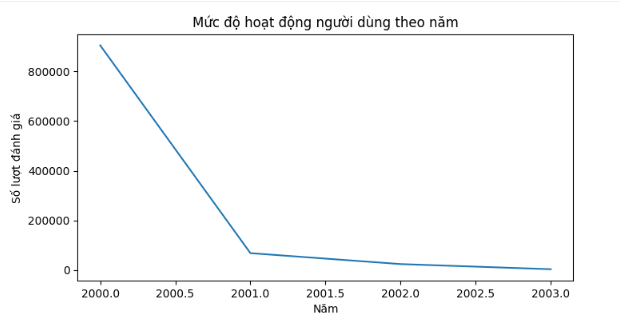 Mức độ hoạt động người dùng theo năm
800000
600000
400000
200000
0
Số lượt đánh giá
2000.0 2000.5 2001.0 2001.5 2002.0 2002.5 2003.0
Năm